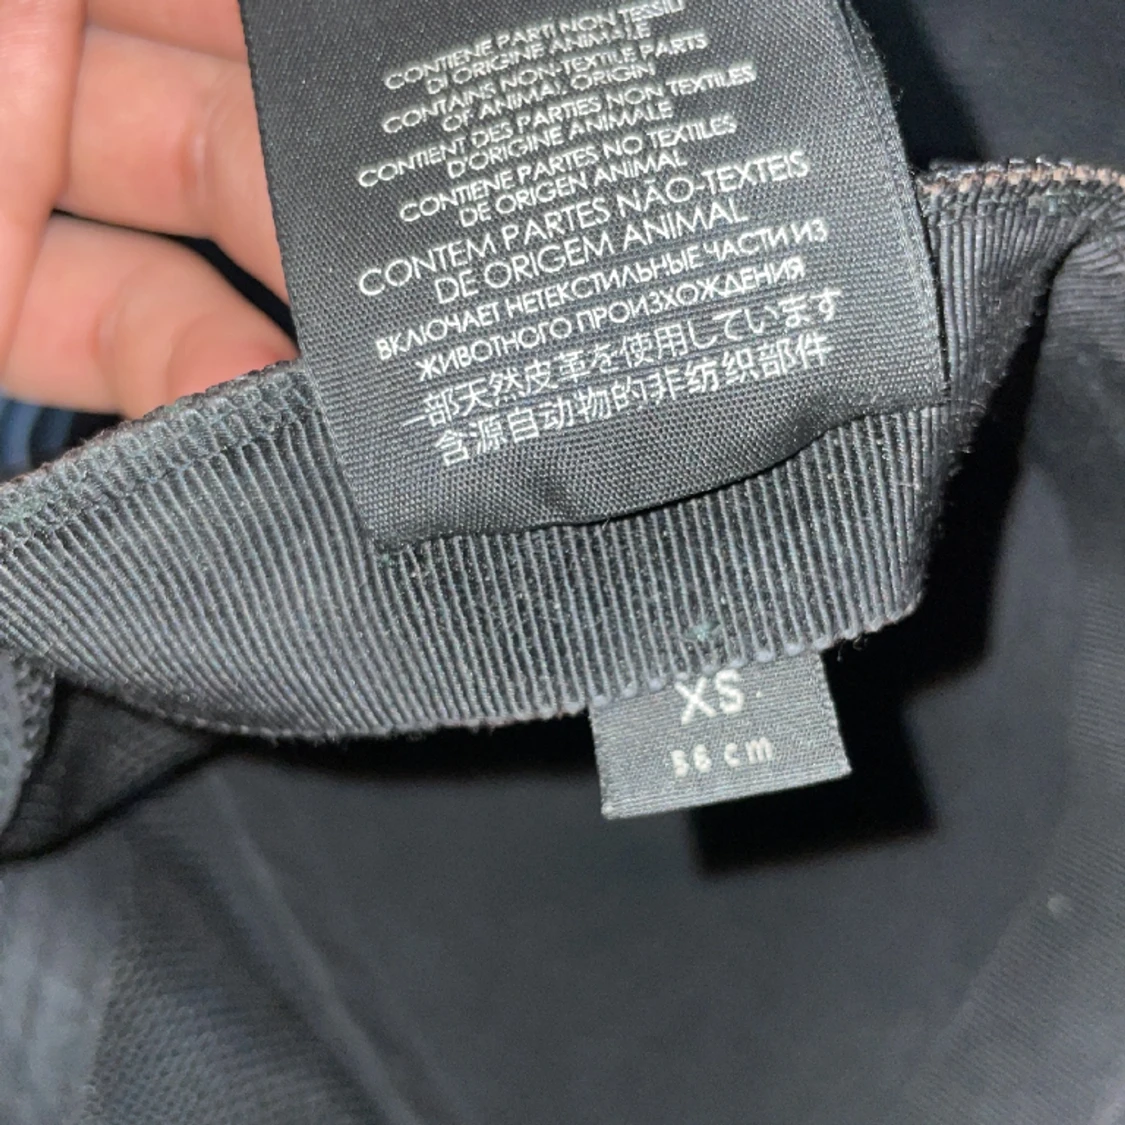 CONTIENE PARTI NON TESSILI
DI ORIGINE ANIMALE
CONTAINS NON-TEXTILE PARTS
OF ANIMAL ORIGIN
CONTIENT DES PARTIES NON TEXTILES
D'ORIGINE ANIMALE
CONTIENE PARTES NO TEXTILES
DE ORIGEN ANIMAL
CONTEM PARTES NÃO-TEXTEIS
DE ORIGEM ANIMAL
ВКЛЮЧАЕТ НЕТЕКСТИЛЬНЫЕ ЧАСТИ ИЗ
ЖИВОТНОГО ПРОИЗХОЖДЕНИЯ
一部天然皮革を使用しています
含源自动物的非纺织部件
XS
56 cm